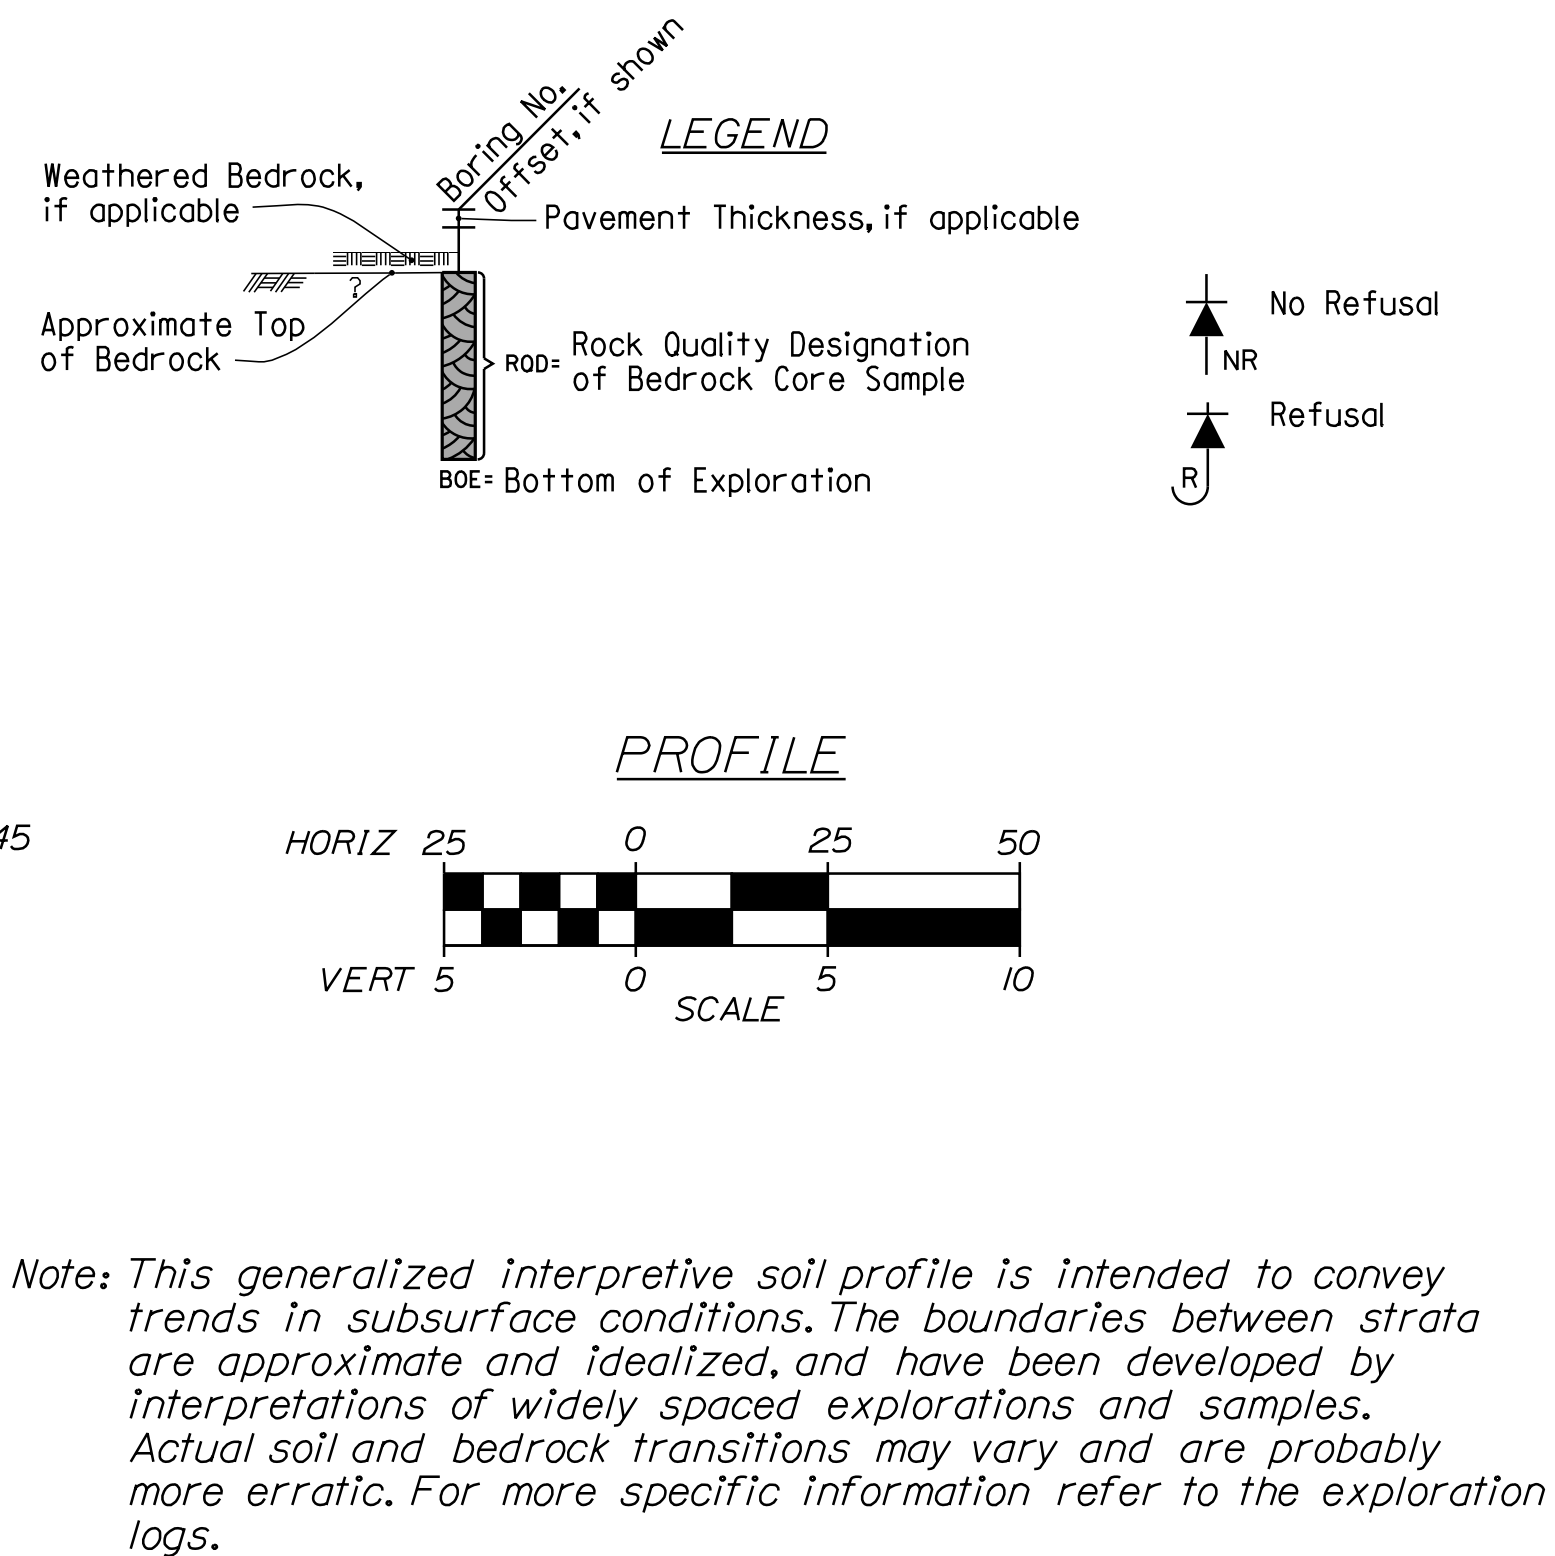 Boring No.
Offset, if shown
LEGEND
Weathered Bedrock,
if applicable
Pavement Thickness, if applicable
?
Approximate Top
of Bedrock
RQD= Rock Quality Designation
of Bedrock Core Sample
BOE= Bottom of Exploration
No Refusal
NR
Refusal
R
PROFILE
45
HORIZ 25 0 25 50
VERT 5 0 5 10
SCALE
Note: This generalized interpretive soil profile is intended to convey
trends in subsurface conditions. The boundaries between strata
are approximate and idealized, and have been developed by
interpretations of widely spaced explorations and samples.
Actual soil and bedrock transitions may vary and are probably
more erratic. For more specific information refer to the exploration
logs.